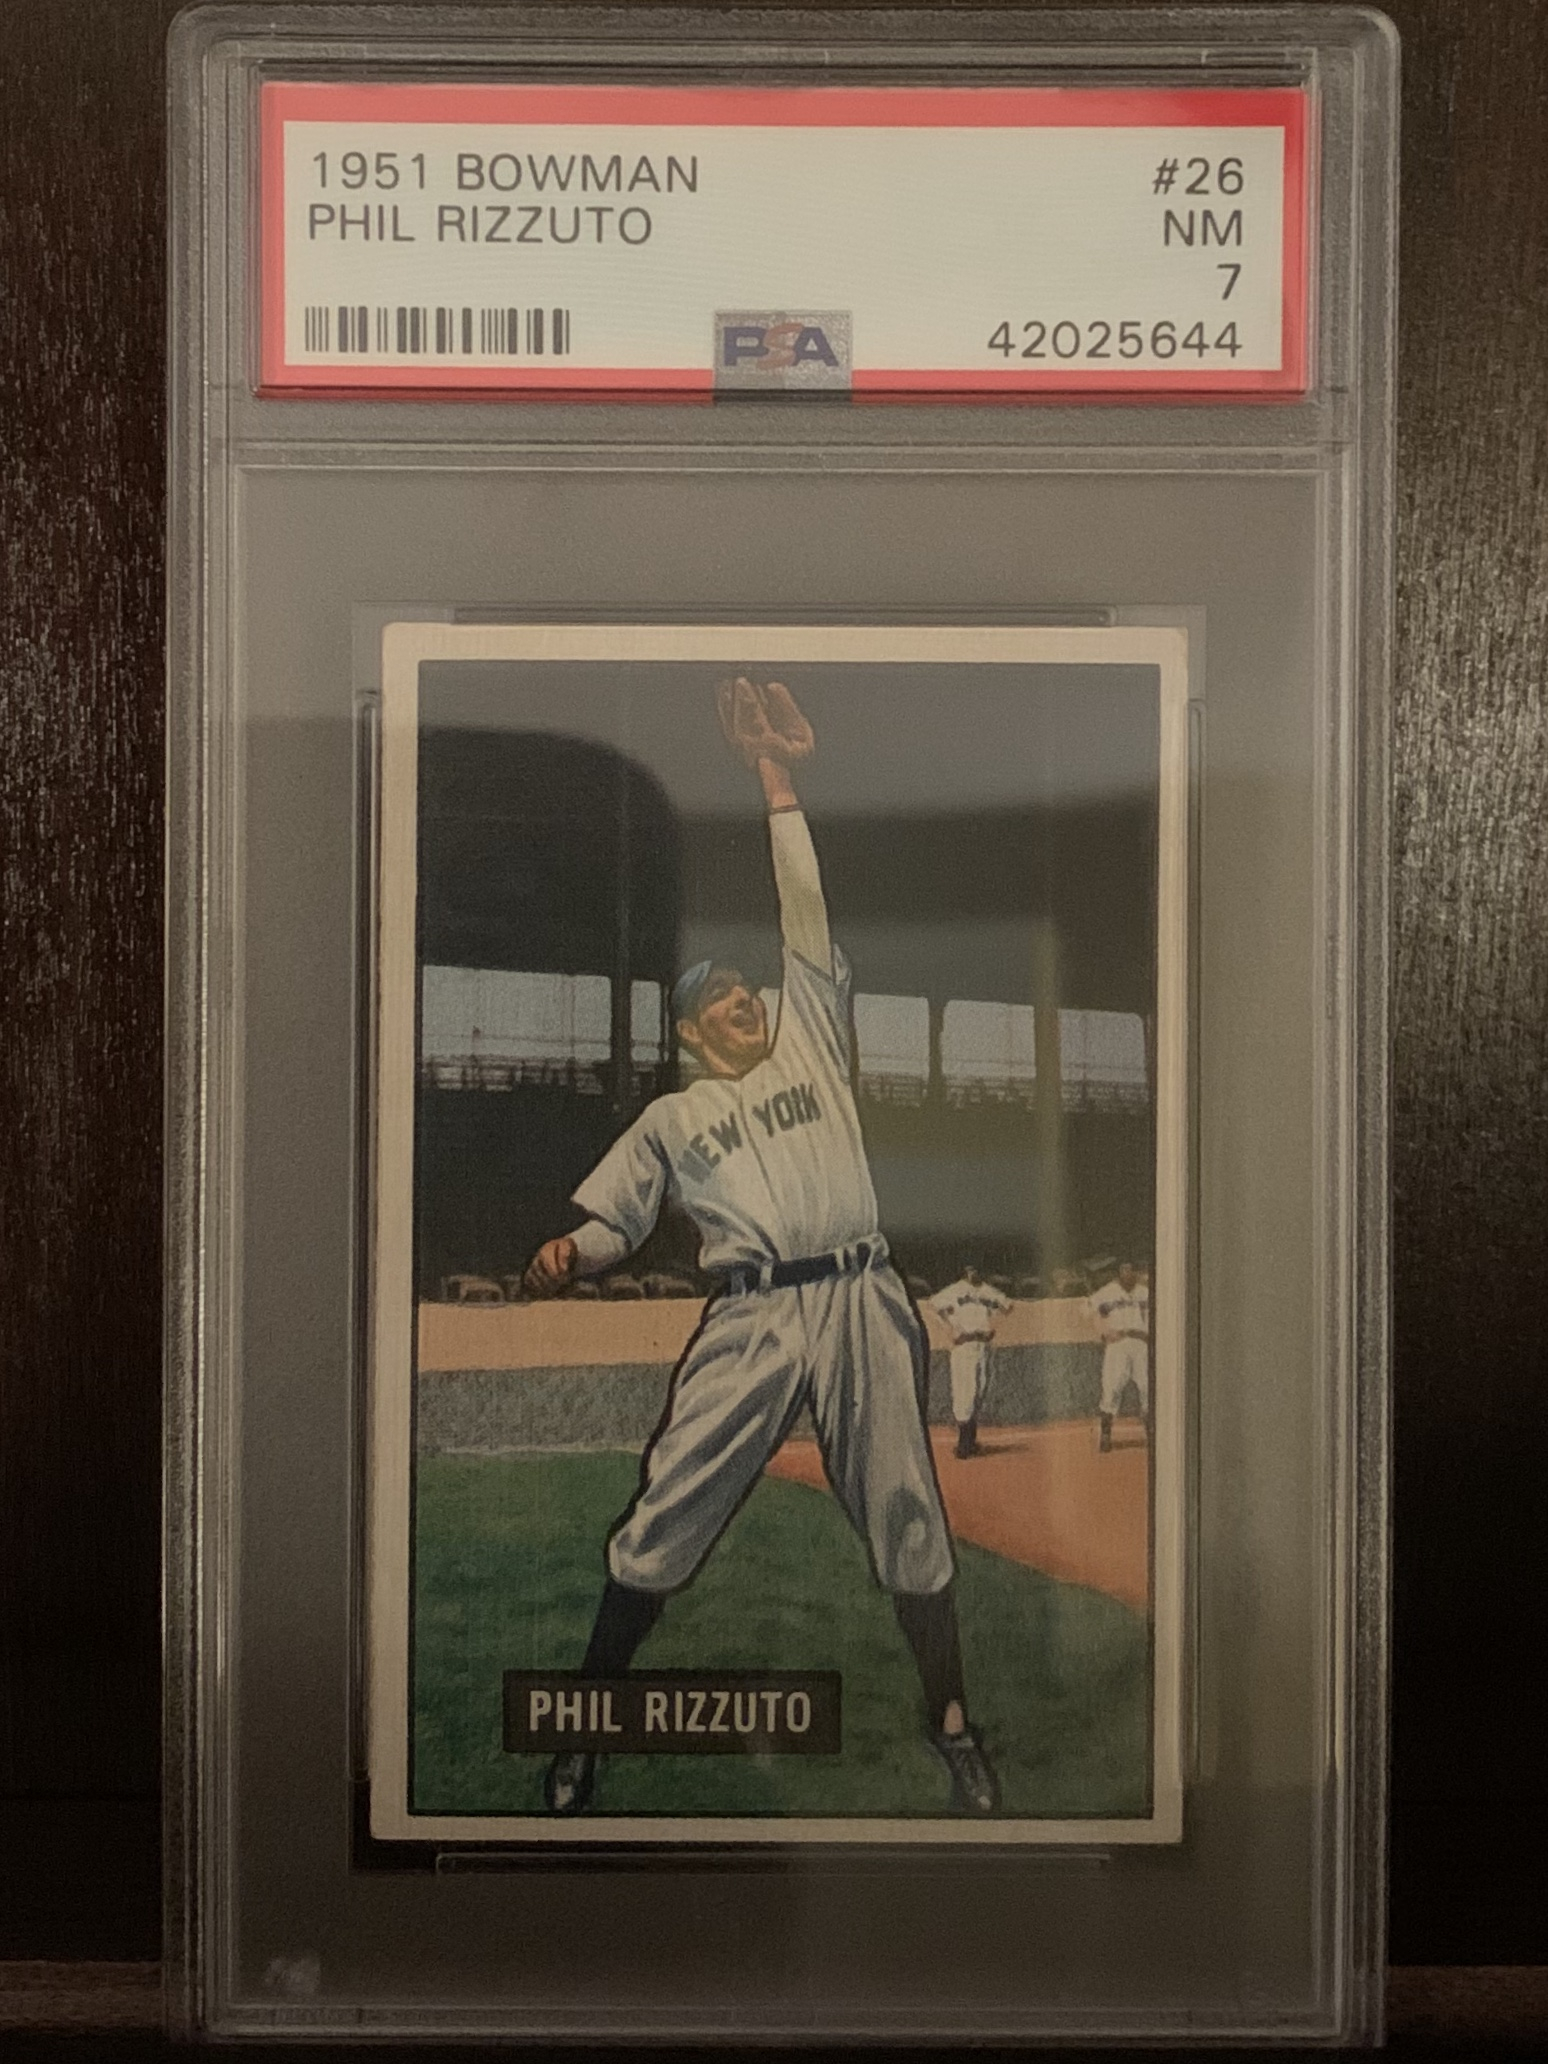 1951 BOWMAN #26
PHIL RIZZUTO NM
7
PSA 42025644
NEW YORK
PHIL RIZZUTO